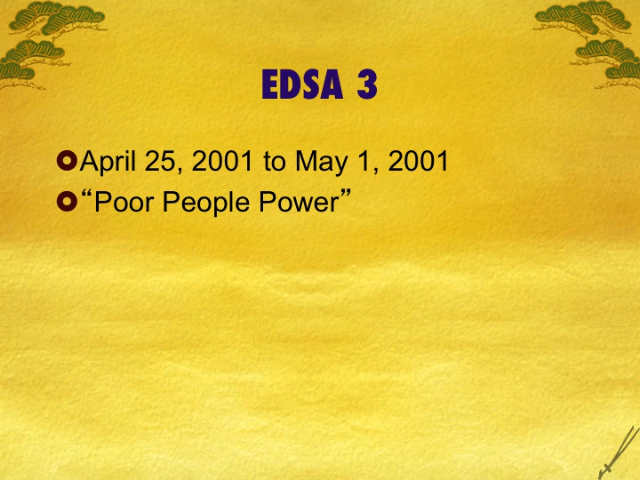 EDSA 3
April 25, 2001 to May 1, 2001
“Poor People Power”